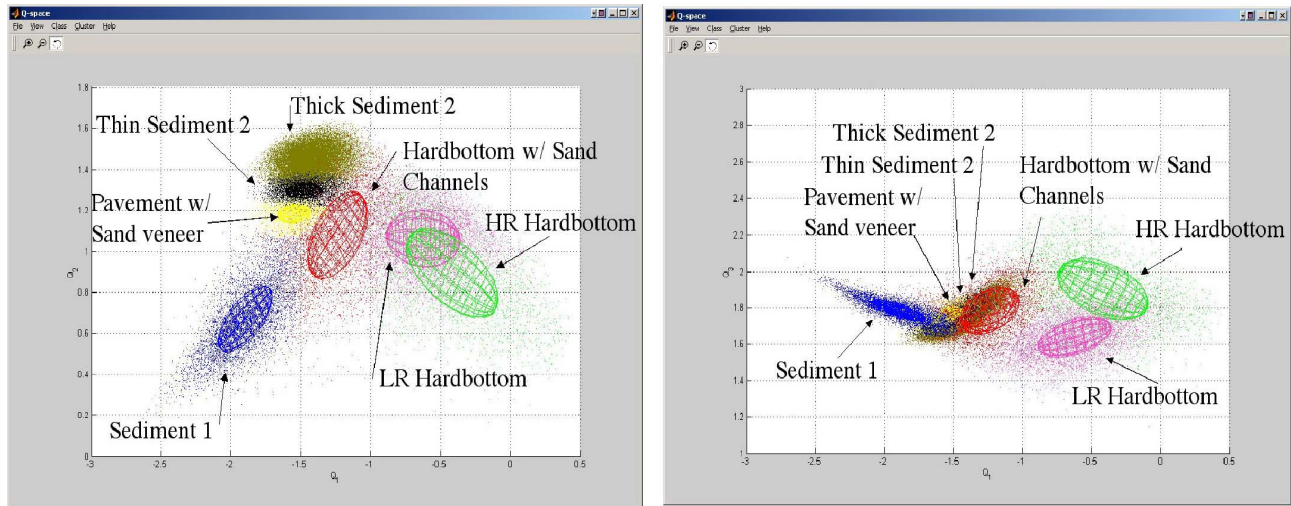 Q-space
File View Class Cluster Help
1.8
1.6
1.4
1.2
1
0.8
0.6
0.4
0.2
0
Q2
-3 -2.5 -2 -1.5 -1 -0.5 0 0.5
Q1
Thick Sediment 2
Thin Sediment 2
Hardbottom w/ Sand
Channels
Pavement w/
Sand veneer
HR Hardbottom
LR Hardbottom
Sediment 1
Q-space
File View Class Cluster Help
3
2.8
2.6
2.4
2.2
2
1.8
1.6
1.4
1.2
1
-3 -2.5 -2 -1.5 -1 -0.5 0 0.5
Q1
Thick Sediment 2
Thin Sediment 2
Hardbottom w/ Sand
Channels
Pavement w/
Sand veneer
HR Hardbottom
Sediment 1
LR Hardbottom